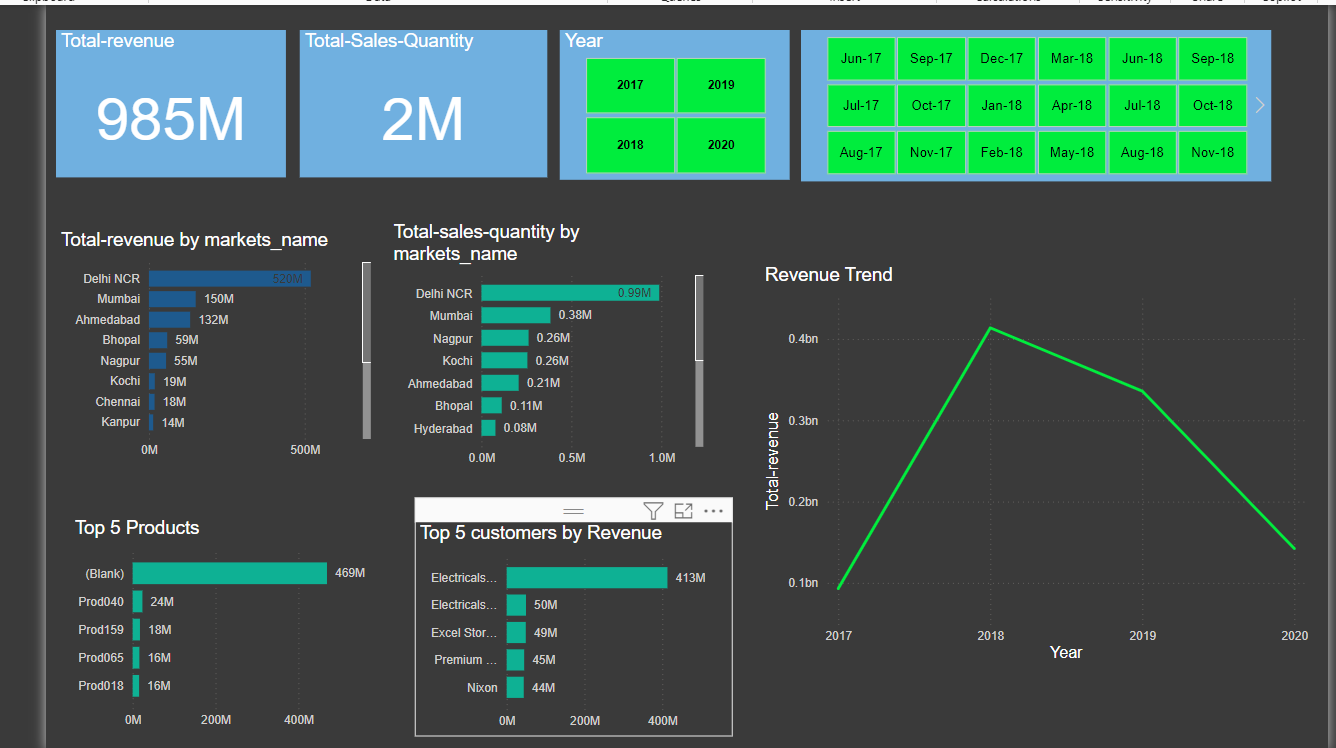 Total-revenue
985M
Total-Sales-Quantity
2M
Year
2017
2019
2018
2020
Jun-17
Sep-17
Dec-17
Mar-18
Jun-18
Sep-18
Jul-17
Oct-17
Jan-18
Apr-18
Jul-18
Oct-18
Aug-17
Nov-17
Feb-18
May-18
Aug-18
Nov-18
Total-revenue by markets_name
Delhi NCR 520M
Mumbai 150M
Ahmedabad 132M
Bhopal 59M
Nagpur 55M
Kochi 19M
Chennai 18M
Kanpur 14M
0M 500M
Total-sales-quantity by
markets_name
Delhi NCR 0.99M
Mumbai 0.38M
Nagpur 0.26M
Kochi 0.26M
Ahmedabad 0.21M
Bhopal 0.11M
Hyderabad 0.08M
0.0M 0.5M 1.0M
Revenue Trend
Total-revenue
0.4bn
0.3bn
0.2bn
0.1bn
2017 2018 2019 2020
Year
Top 5 Products
(Blank) 469M
Prod040 24M
Prod159 18M
Prod065 16M
Prod018 16M
0M 200M 400M
Top 5 customers by Revenue
Electricals... 413M
Electricals... 50M
Excel Stor... 49M
Premium ... 45M
Nixon 44M
0M 200M 400M